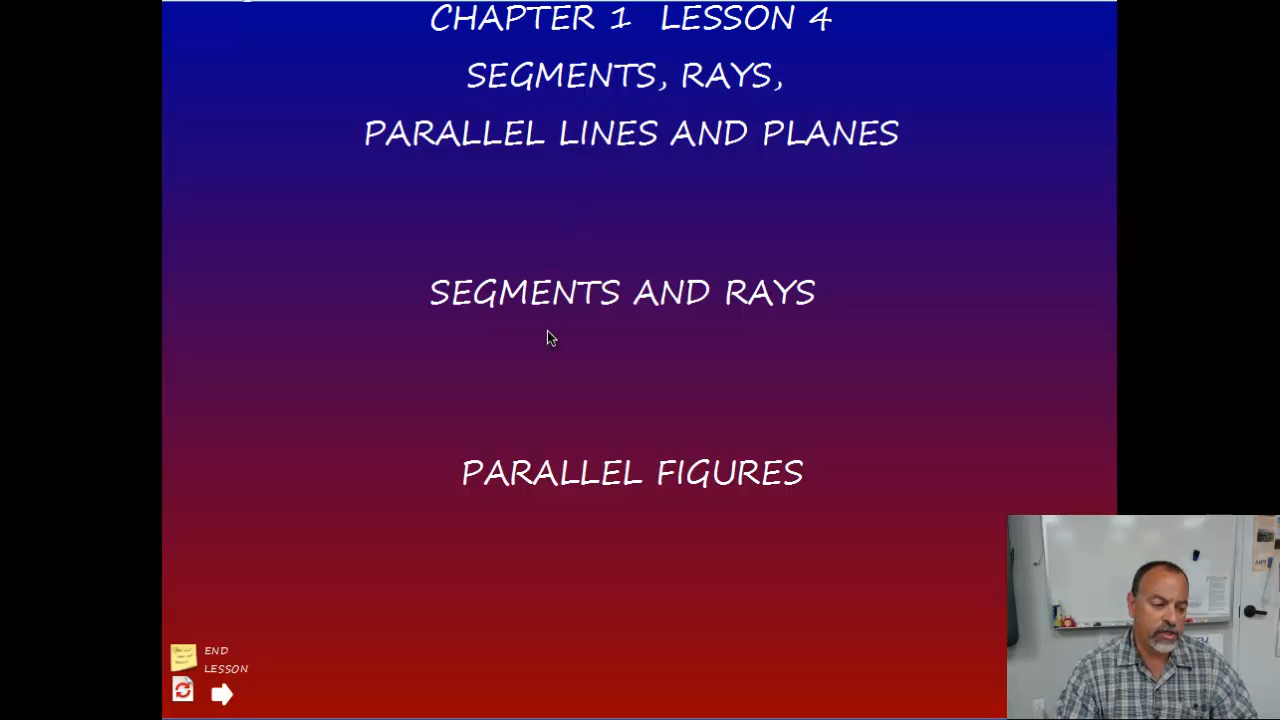 CHAPTER 1 LESSON 4
SEGMENTS, RAYS,
PARALLEL LINES AND PLANES
SEGMENTS AND RAYS
PARALLEL FIGURES
END
LESSON